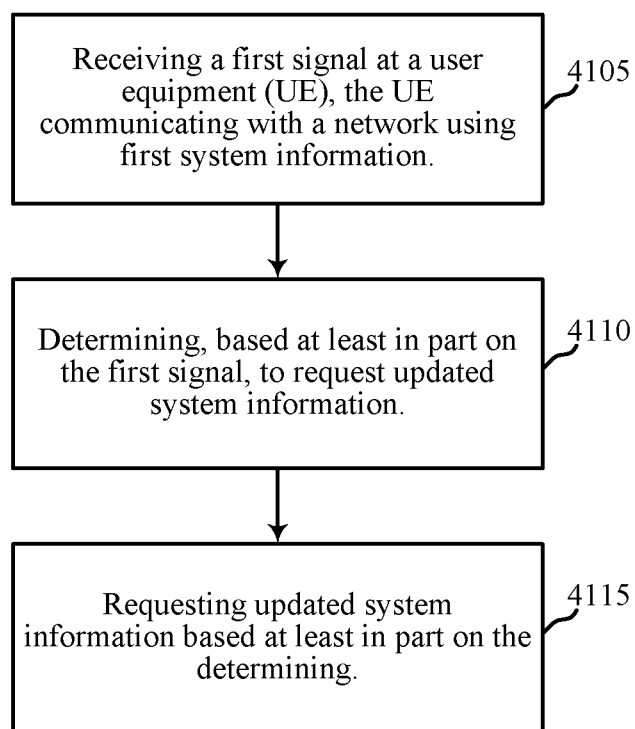 Receiving a first signal at a user
equipment (UE), the UE
communicating with a network using
first system information.
4105
Determining, based at least in part on
the first signal, to request updated
system information.
4110
Requesting updated system
information based at least in part on the
determining.
4115